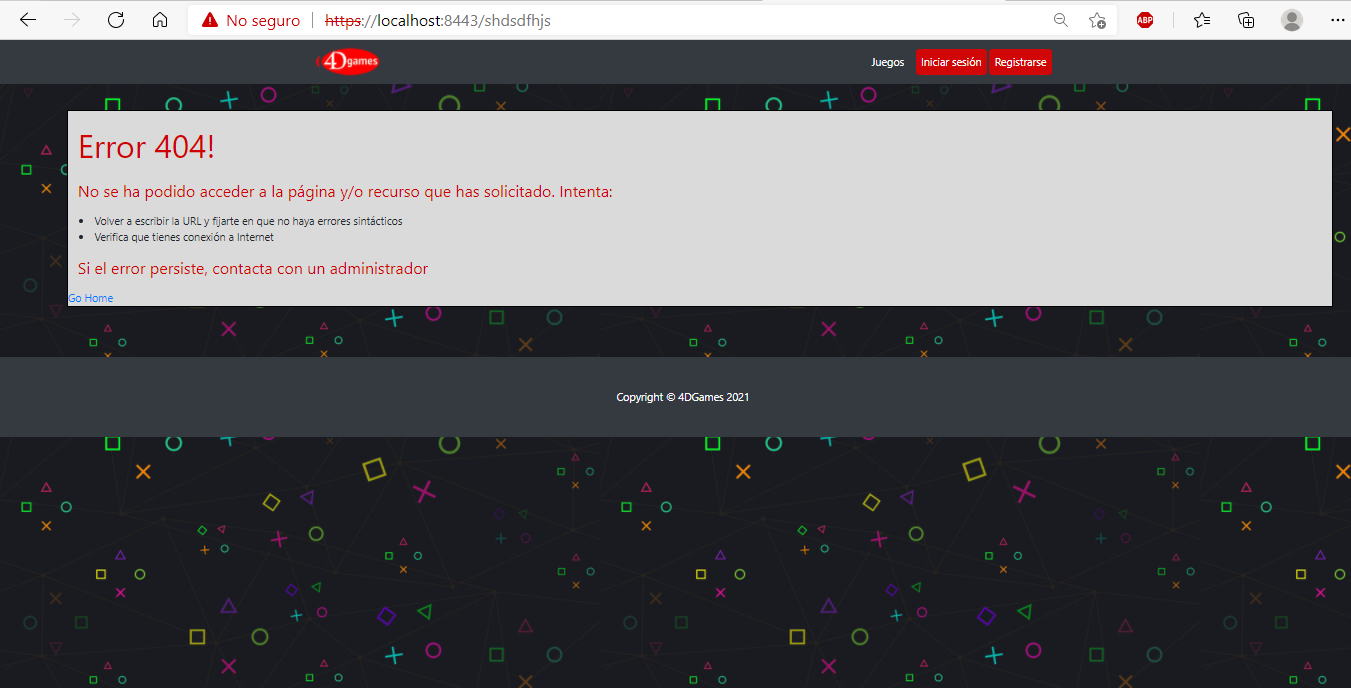 No seguro
https://localhost:8443/shdsdfhjs
ABP
4Dgames
Juegos
Iniciar sesión
Registrarse
Error 404!
No se ha podido acceder a la página y/o recurso que has solicitado. Intenta:
Volver a escribir la URL y fijarte en que no haya errores sintácticos
Verifica que tienes conexión a Internet
Si el error persiste, contacta con un administrador
Go Home
Copyright © 4DGames 2021